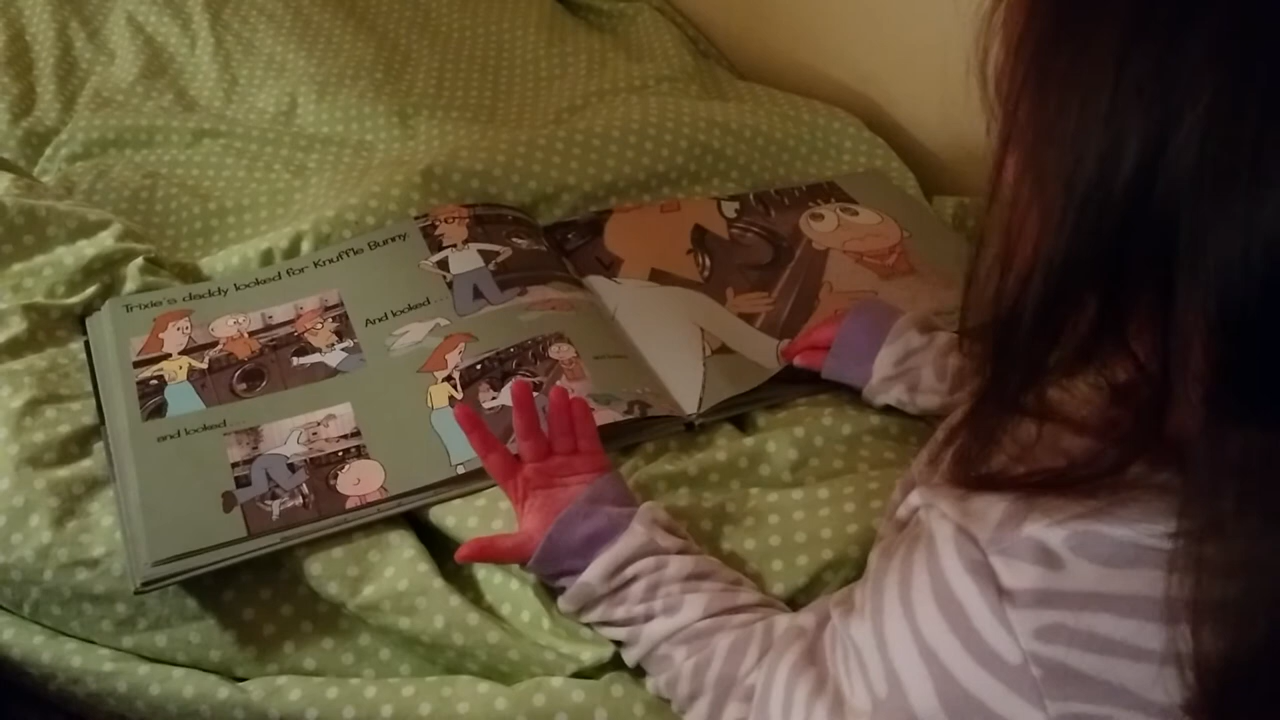 Trixie's daddy looked for Knuffle Bunny.
And looked...
and looked...